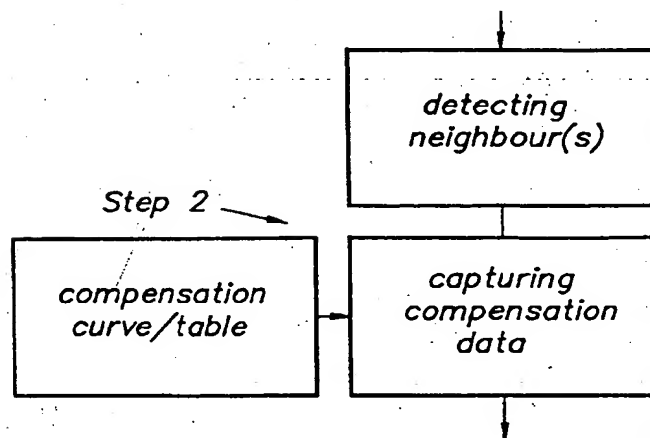 detecting
neighbour(s)
Step 2
compensation
curve/table
capturing
compensation
data